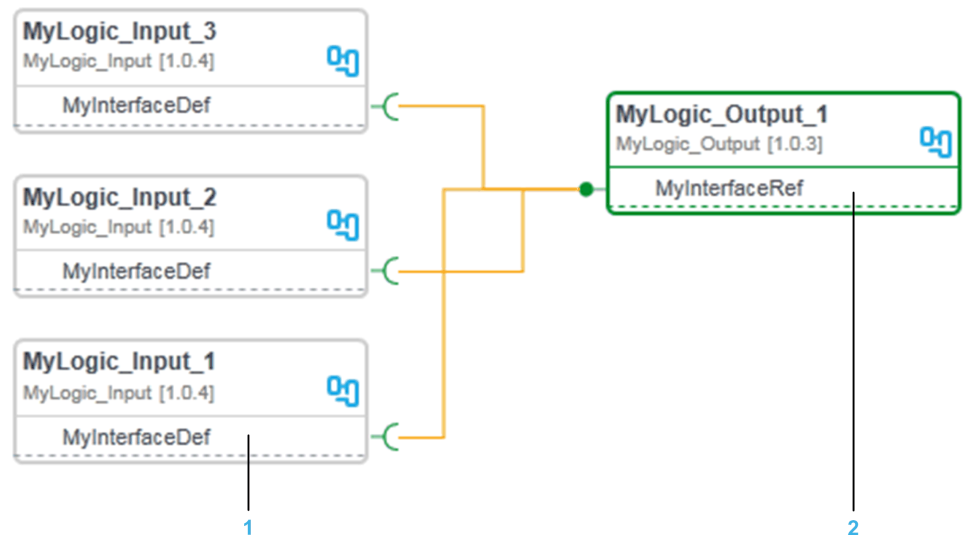 MyLogic_Input_3
MyLogic_Input [1.0.4]
MyInterfaceDef
MyLogic_Output_1
MyLogic_Output [1.0.3]
MyInterfaceRef
MyLogic_Input_2
MyLogic_Input [1.0.4]
MyInterfaceDef
MyLogic_Input_1
MyLogic_Input [1.0.4]
MyInterfaceDef
1
2